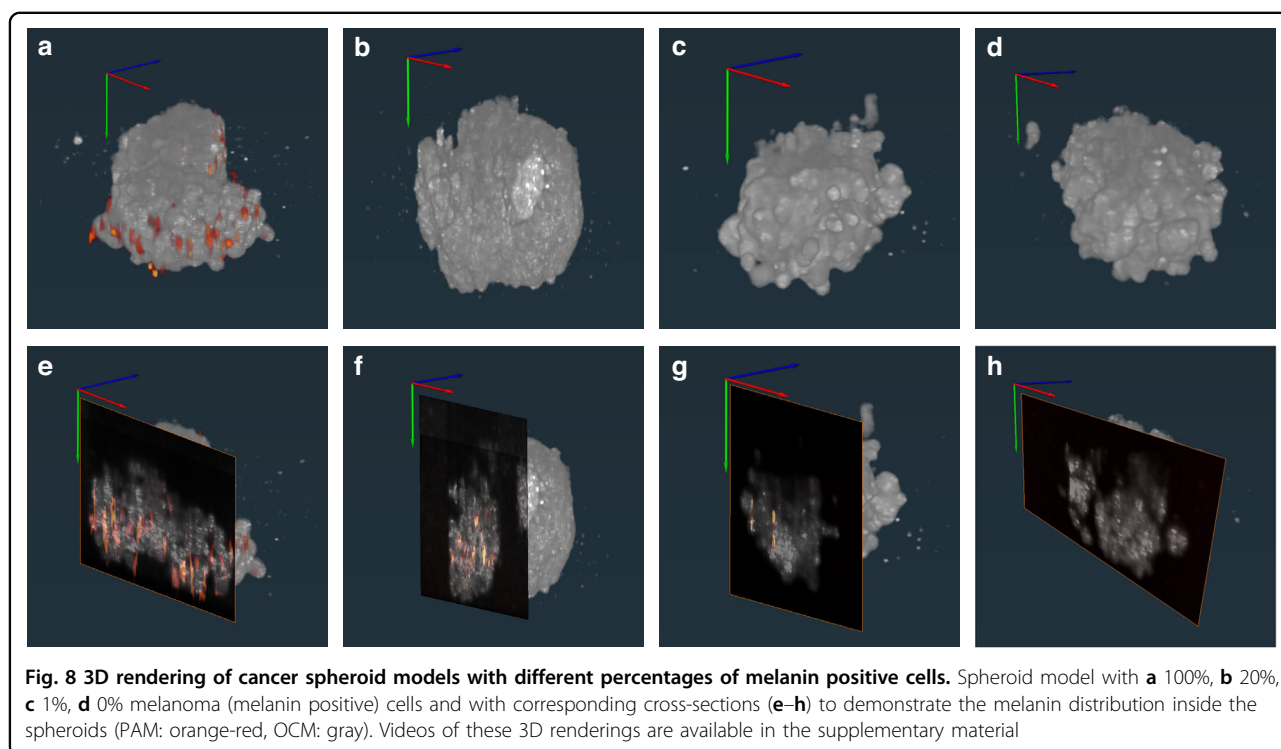 a
b
c
d
e
f
g
h
Fig. 8 3D rendering of cancer spheroid models with different percentages of melanin positive cells. Spheroid model with a 100%, b 20%,
c 1%, d 0% melanoma (melanin positive) cells and with corresponding cross-sections (e–h) to demonstrate the melanin distribution inside the
spheroids (PAM: orange-red, OCM: gray). Videos of these 3D renderings are available in the supplementary material